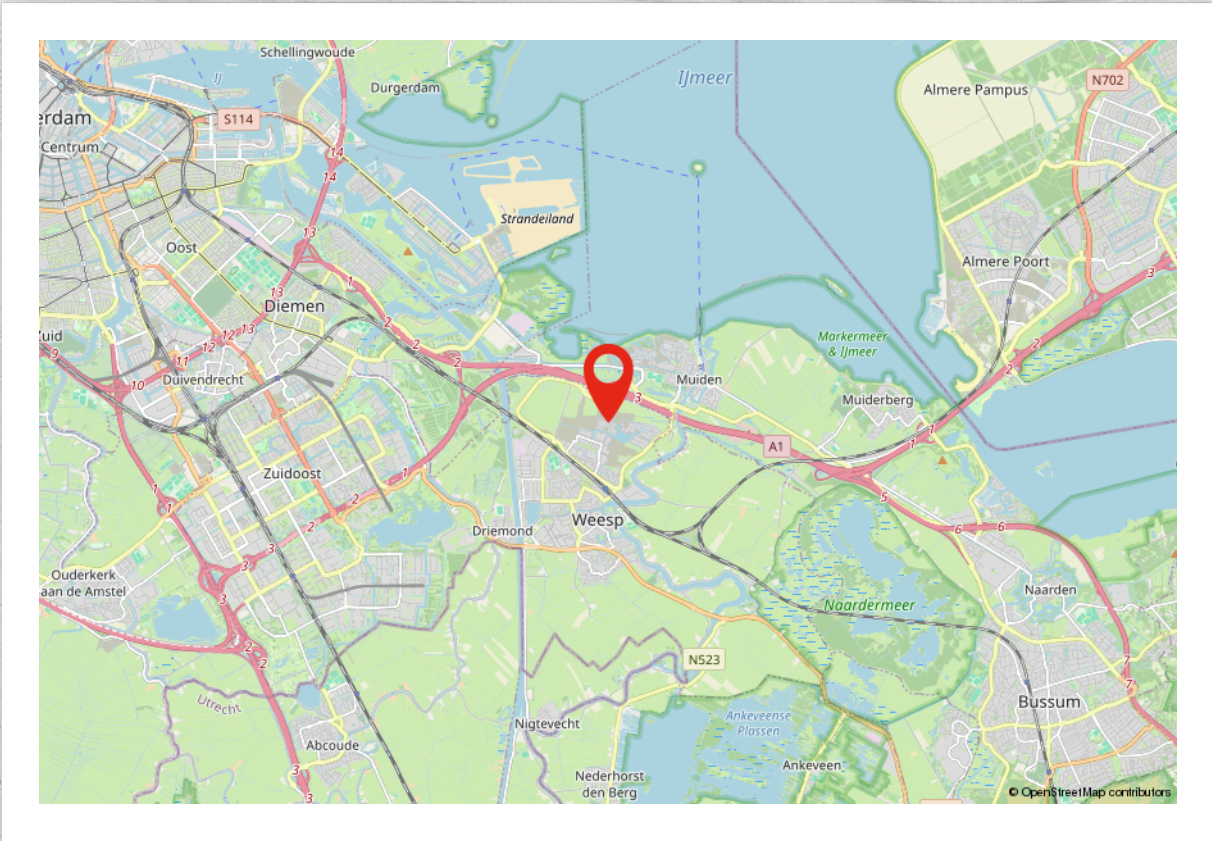 Schellingwoude
IJ
Durgerdam
IJmeer
Almere Pampus
N702
erdam
S114
Centrum
14
14
Strandeiland
13
Oost
1
Almere Poort
3
13
Diemen
2
12
13
12
Zuid
2
Markermeer
& IJmeer
2
9
11
2
2
10
Duivendrecht
Muiden
3
Muiderberg
1
A1
1
Zuidoost
1
1
2
5
1
2
Weesp
6
6
Driemond
3
3
Ouderkerk
aan de Amstel
3
Naarden
Naardermeer
2
2
N523
7
7
Utrecht
Bussum
Nigtevecht
Ankeveense
Plassen
Abcoude
3
Ankeveen
Nederhorst
den Berg
3
© OpenStreetMap contributors